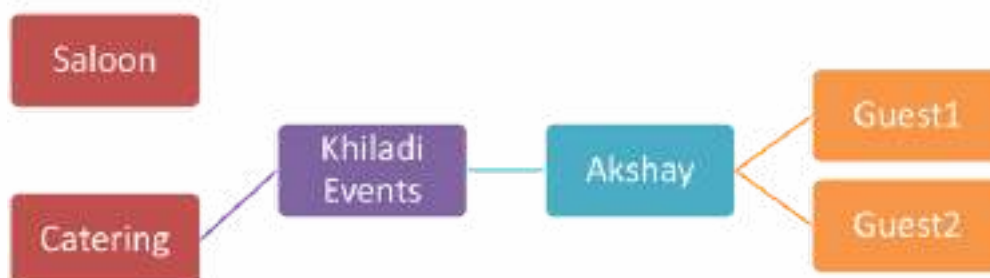 Saloon
Catering
Khiladi
Events
Akshay
Guest1
Guest2